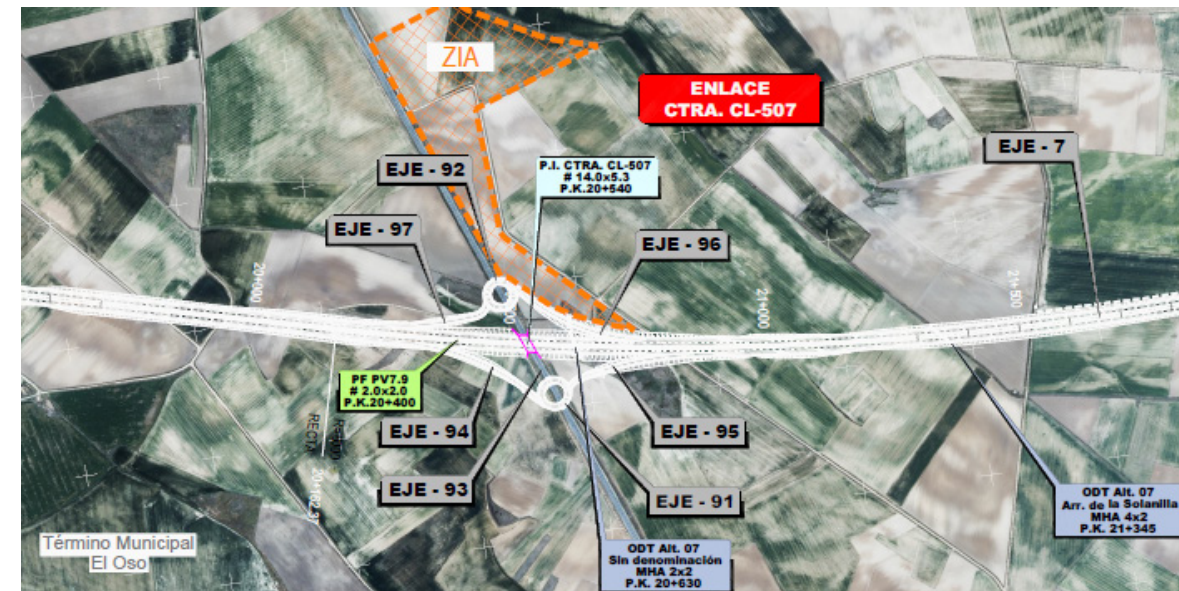 ZIA
ENLACE
CTRA. CL-507
EJE - 7
EJE - 92
P.I. CTRA. CL-507
# 14.0x5.3
P.K.20+540
EJE - 97
EJE - 96
20+000
21+000
21+500
PF PV7.9
# 2.0x2.0
P.K.20+400
RECTA
EJE - 94
EJE - 95
EJE - 93
EJE - 91
ODT Alt. 07
Arr. de la Solanilla
MHA 4x2
P.K. 21+345
Término Municipal
El Oso
ODT Alt. 07
Sin denominación
MHA 2x2
P.K. 20+630